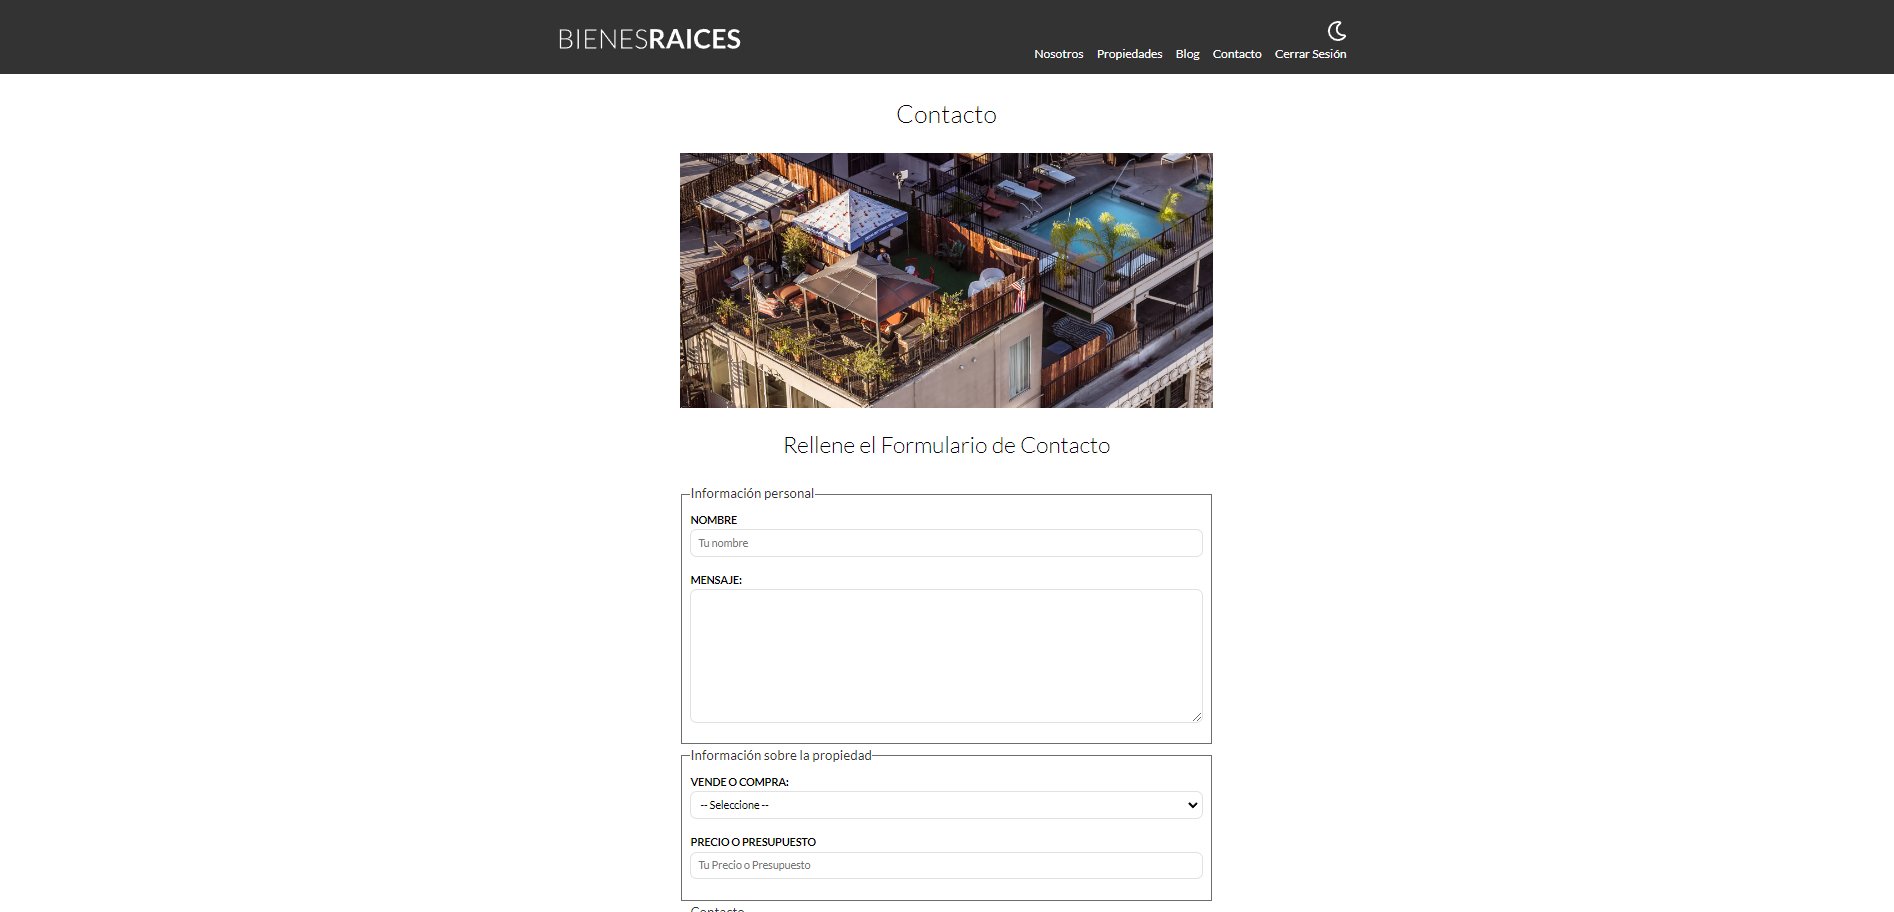 BIENESRAICES
Nosotros Propiedades Blog Contacto Cerrar Sesión
Contacto
Rellene el Formulario de Contacto
Información personal
NOMBRE
Tu nombre
MENSAJE:
Información sobre la propiedad
VENDE O COMPRA:
-- Seleccione --
PRECIO O PRESUPUESTO
Tu Precio o Presupuesto
Contacto